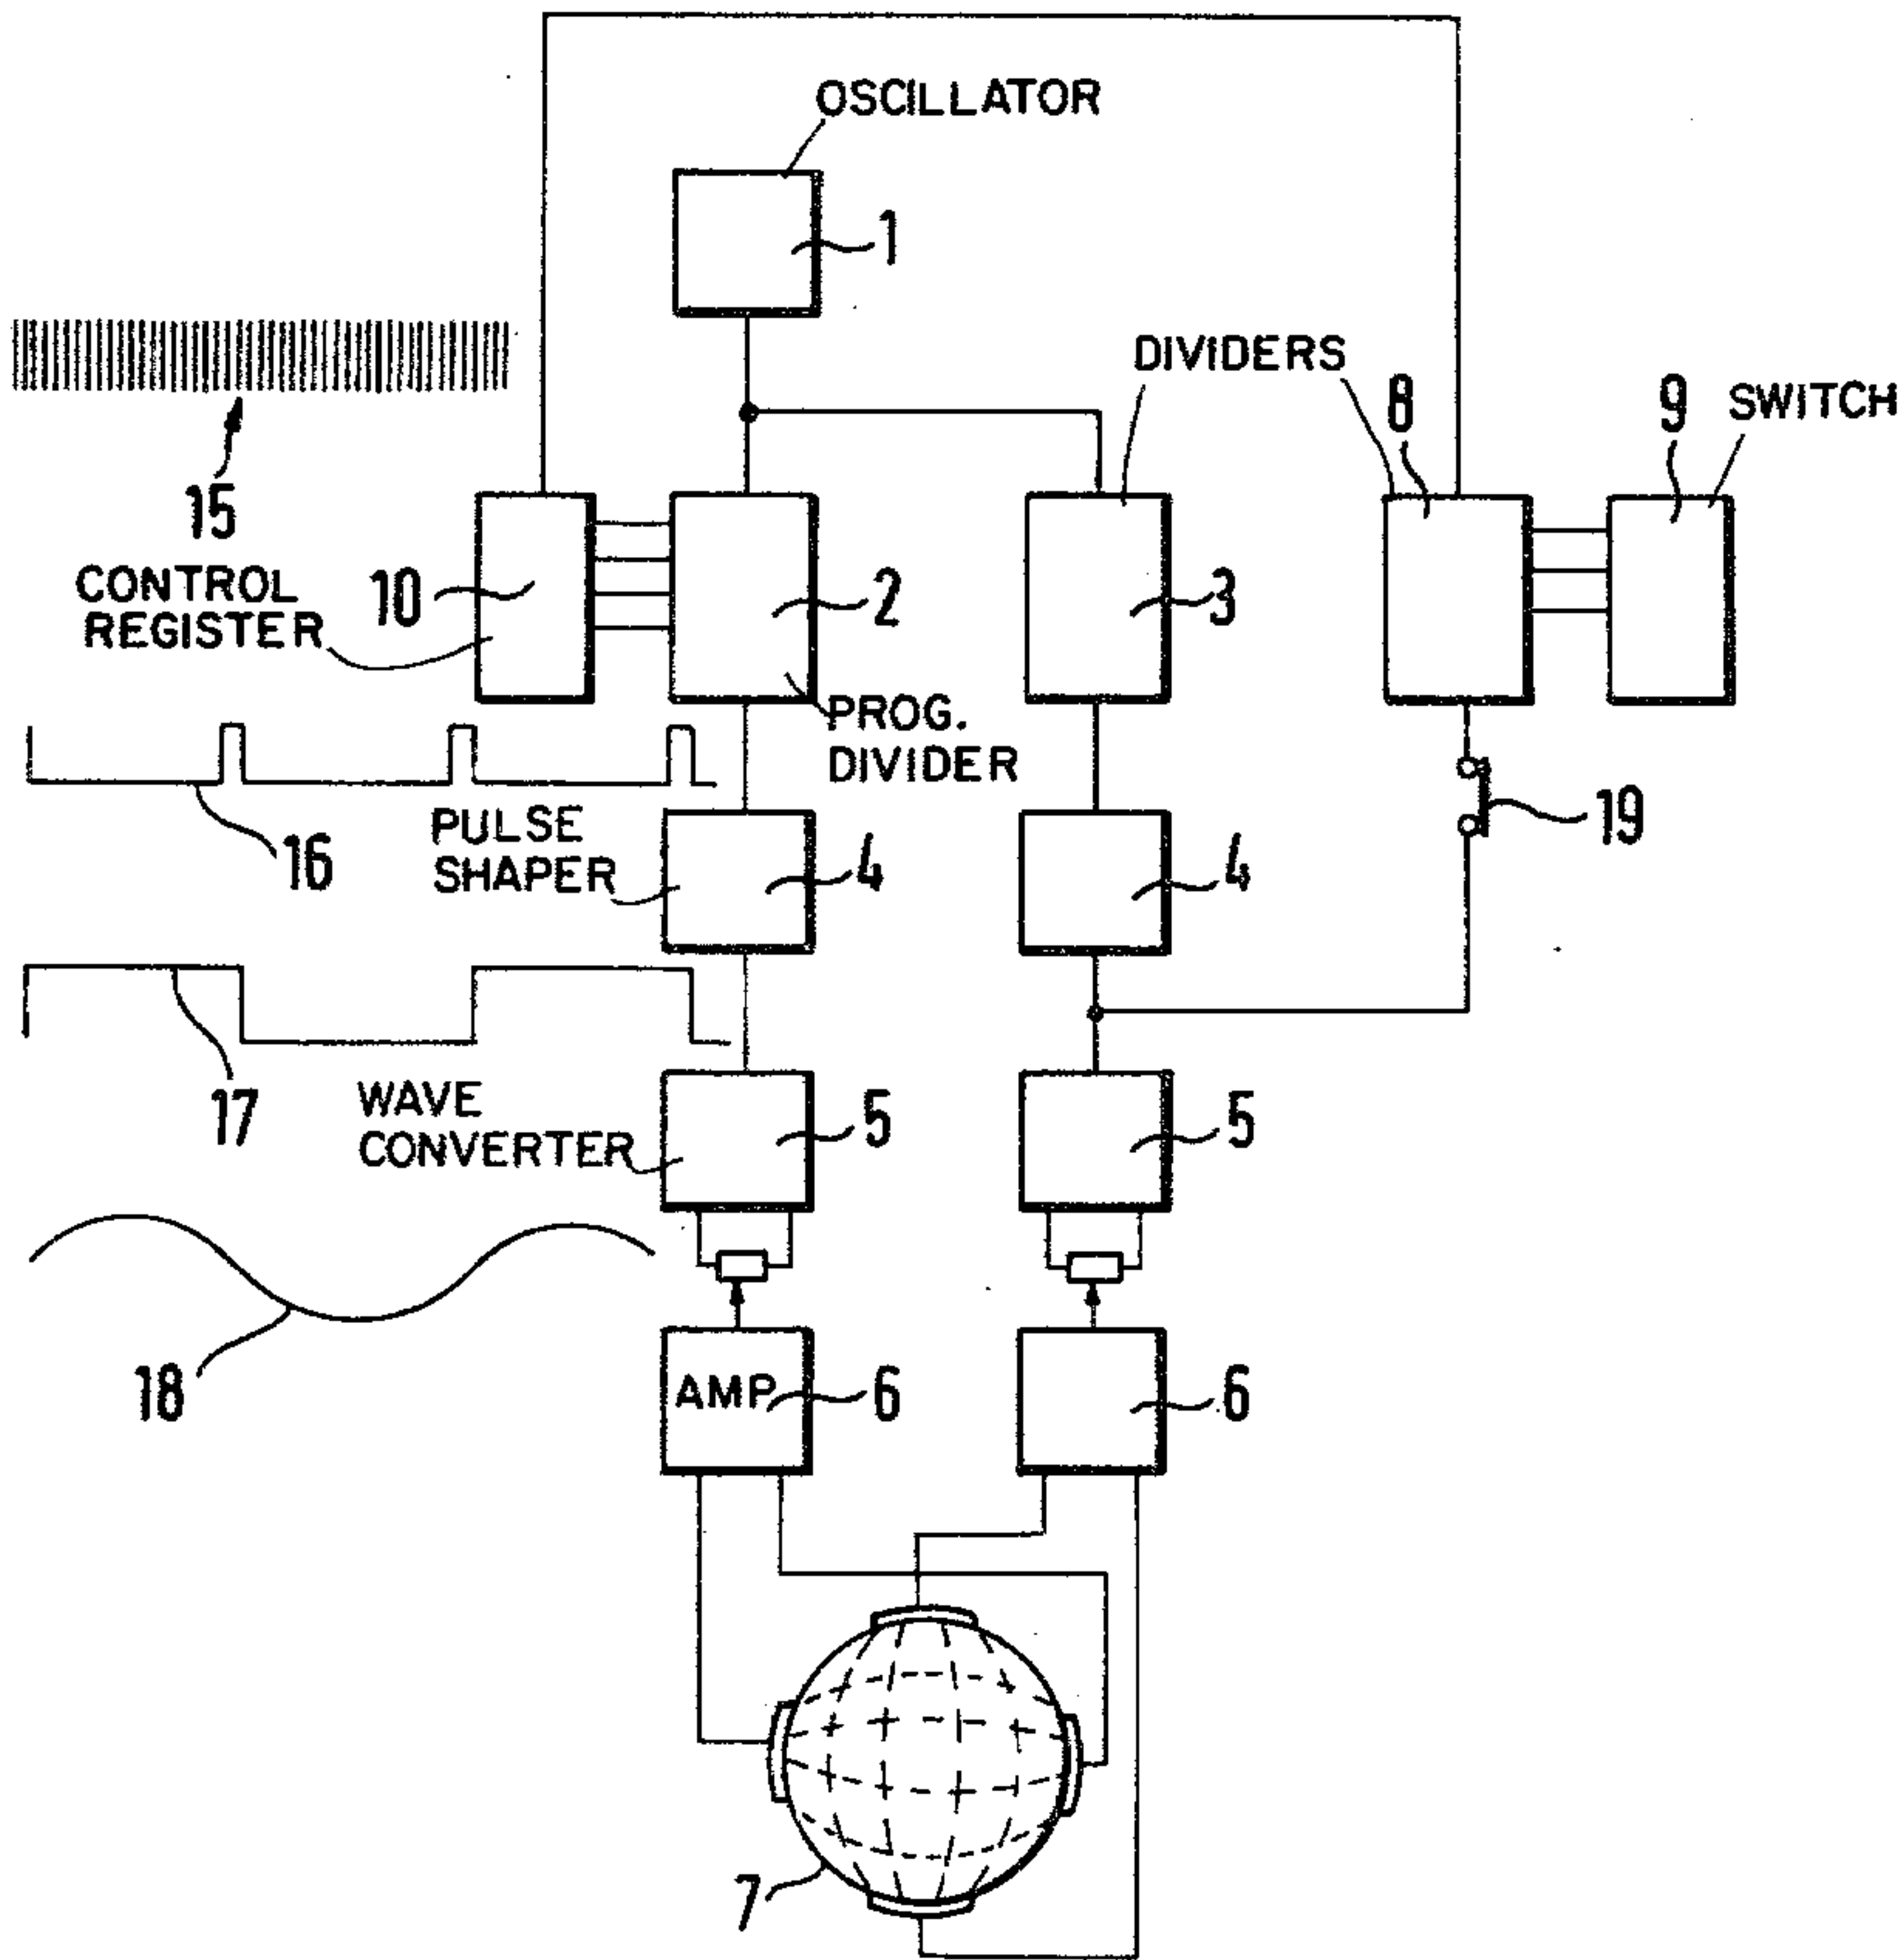 OSCILLATOR
1
DIVIDERS
8
9
SWITCH
15
CONTROL
REGISTER
10
2
3
PROG.
DIVIDER
16
PULSE
SHAPER
4
4
19
17
WAVE
CONVERTER
5
5
18
AMP
6
6
7